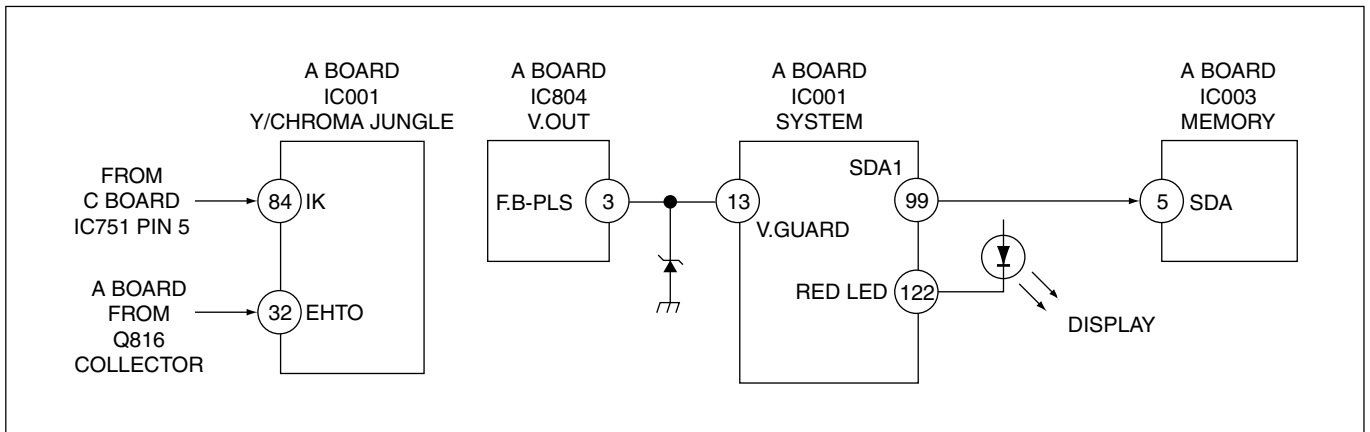 A BOARD
IC001
Y/CHROMA JUNGLE
FROM
C BOARD
IC751 PIN 5
84 IK
A BOARD
FROM
Q816
COLLECTOR
32 EHTO
A BOARD
IC804
V.OUT
F.B-PLS 3
A BOARD
IC001
SYSTEM
13
V.GUARD
SDA1
99
RED LED 122
DISPLAY
A BOARD
IC003
MEMORY
5 SDA